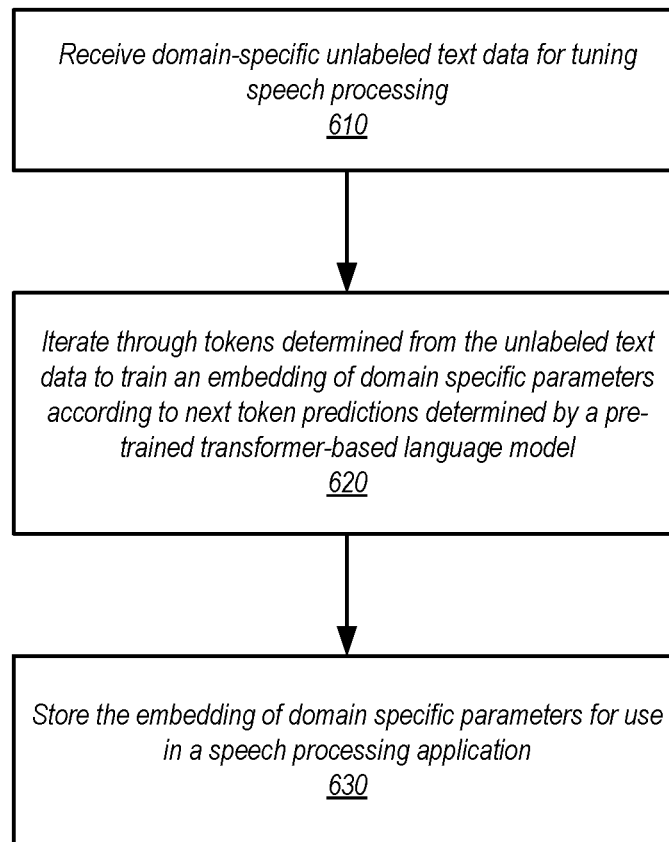 Receive domain-specific unlabeled text data for tuning
speech processing
610
Iterate through tokens determined from the unlabeled text
data to train an embedding of domain specific parameters
according to next token predictions determined by a pre-
trained transformer-based language model
620
Store the embedding of domain specific parameters for use
in a speech processing application
630